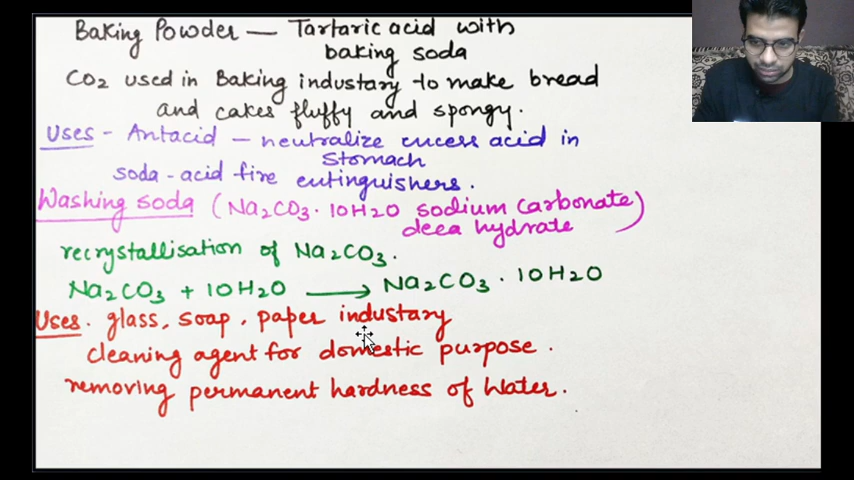 Baking Powder — Tartaric acid with
baking soda
CO2 used in Baking industary to make bread
and cakes fluffy and spongy.
Uses - Antacid — neutralize excess acid in
stomach
soda-acid fire extinguishers.
Washing soda (Na2CO3·10H2O sodium carbonate
deca hydrate)
recrystallisation of Na2CO3.
Na2CO3 + 10H2O ⟶ Na2CO3·10H2O
Uses. glass, soap, paper industary
cleaning agent for domestic purpose.
removing permanent hardness of Water.